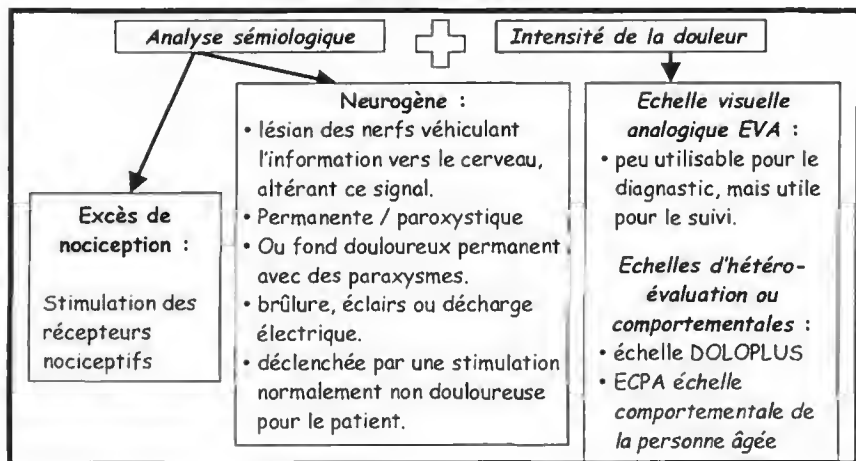 Analyse sémiologique
Intensité de la douleur
Excès de
nociception :
Stimulation des
récepteurs
nociceptifs
Neurogène :
• lésian des nerfs véhiculant
l'information vers le cerveau,
altérant ce signal.
• Permanente / paroxystique
• Ou fond douloureux permanent
avec des paraxysmes.
• brûlure, éclairs ou décharge
électrique.
• déclenchée par une stimulation
normalement non douloureuse
pour le patient.
Echelle visuelle
analogique EVA :
• peu utilisable pour le
diagnostic, mais utile
pour le suivi.
Echelles d'hétéro-
évaluation ou
comportementales :
• échelle DOLOPLUS
• ECPA échelle
comportementale de
la personne âgée